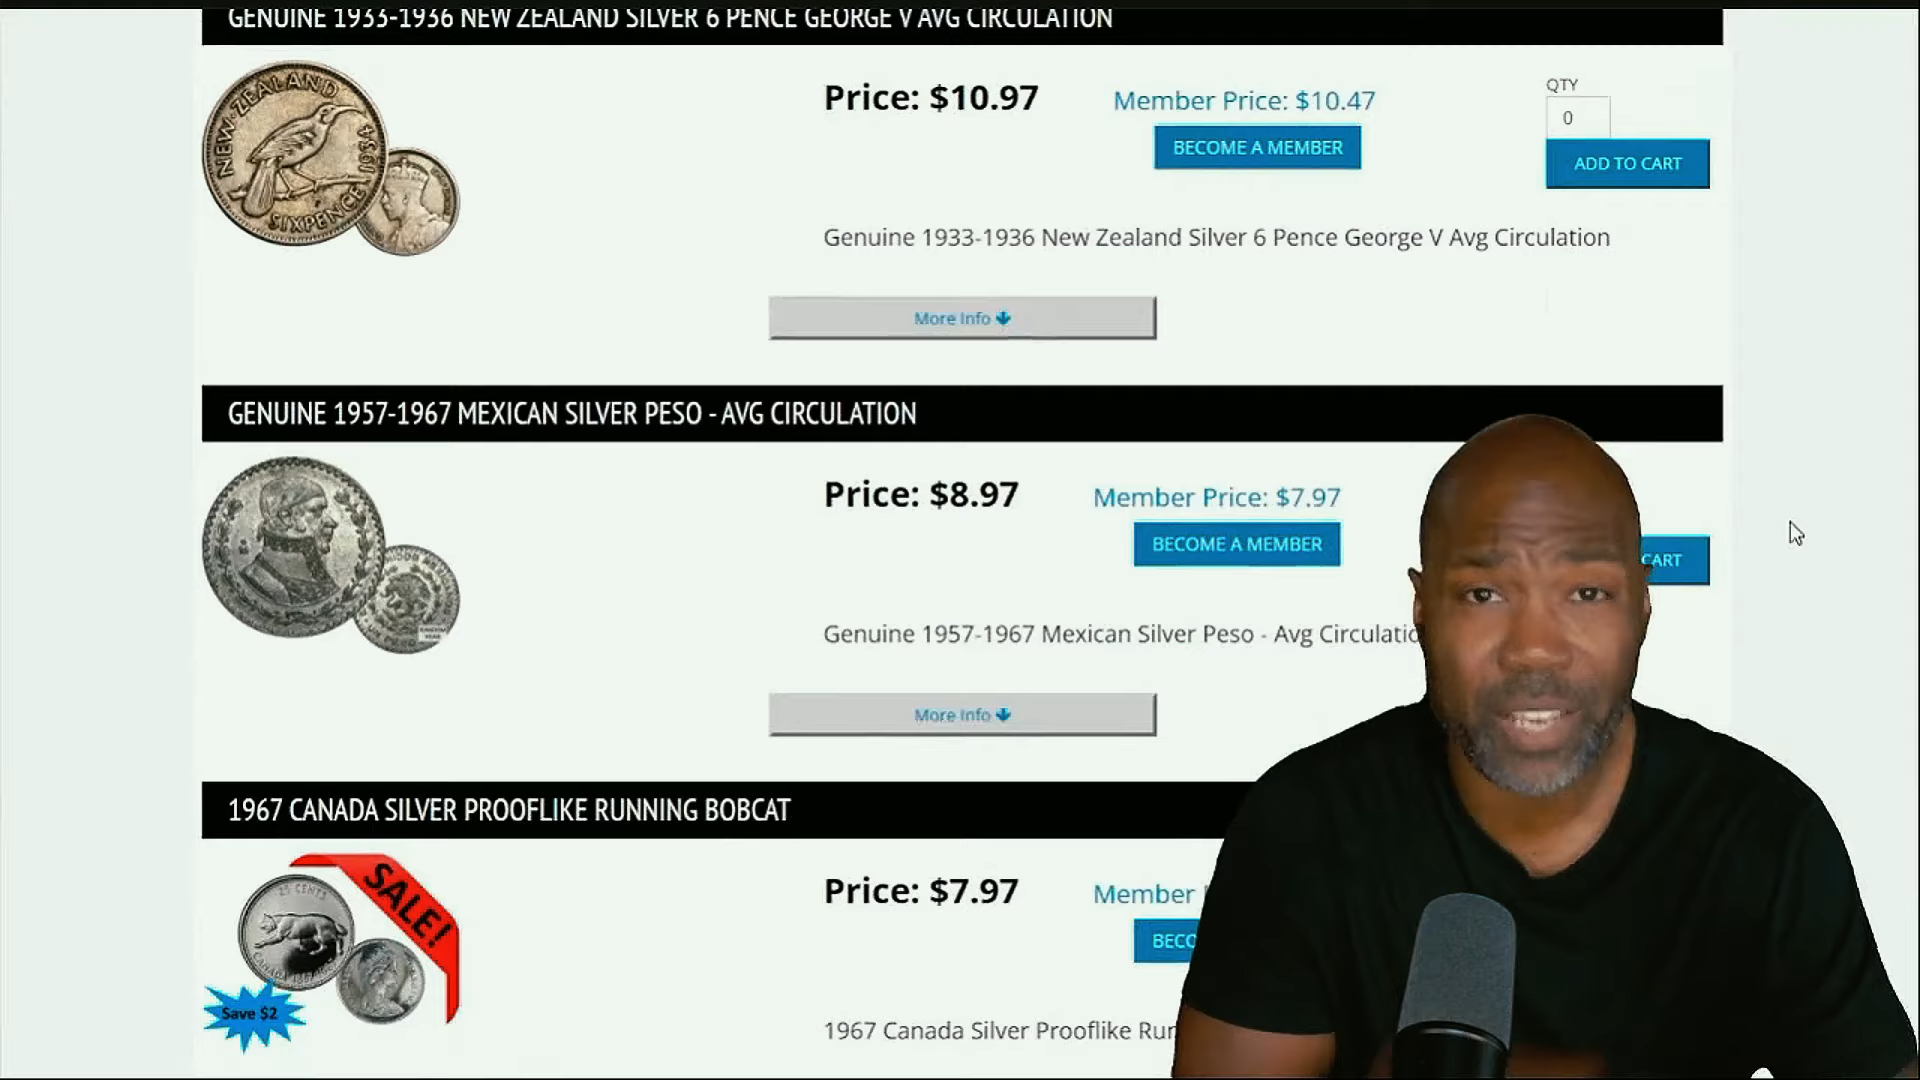 GENUINE 1933-1936 NEW ZEALAND SILVER 6 PENCE GEORGE V AVG CIRCULATION
NEW·ZEALAND 1934
SIXPENCE
Price: $10.97
Member Price: $10.47
BECOME A MEMBER
QTY
0
ADD TO CART
Genuine 1933-1936 New Zealand Silver 6 Pence George V Avg Circulation
More Info
GENUINE 1957-1967 MEXICAN SILVER PESO - AVG CIRCULATION
Price: $8.97
Member Price: $7.97
BECOME A MEMBER
CART
Genuine 1957-1967 Mexican Silver Peso - Avg Circulatio
More Info
1967 CANADA SILVER PROOFLIKE RUNNING BOBCAT
25 CENTS
CANADA
SALE!
Save $2
Price: $7.97
Member
BECO
1967 Canada Silver Prooflike Run